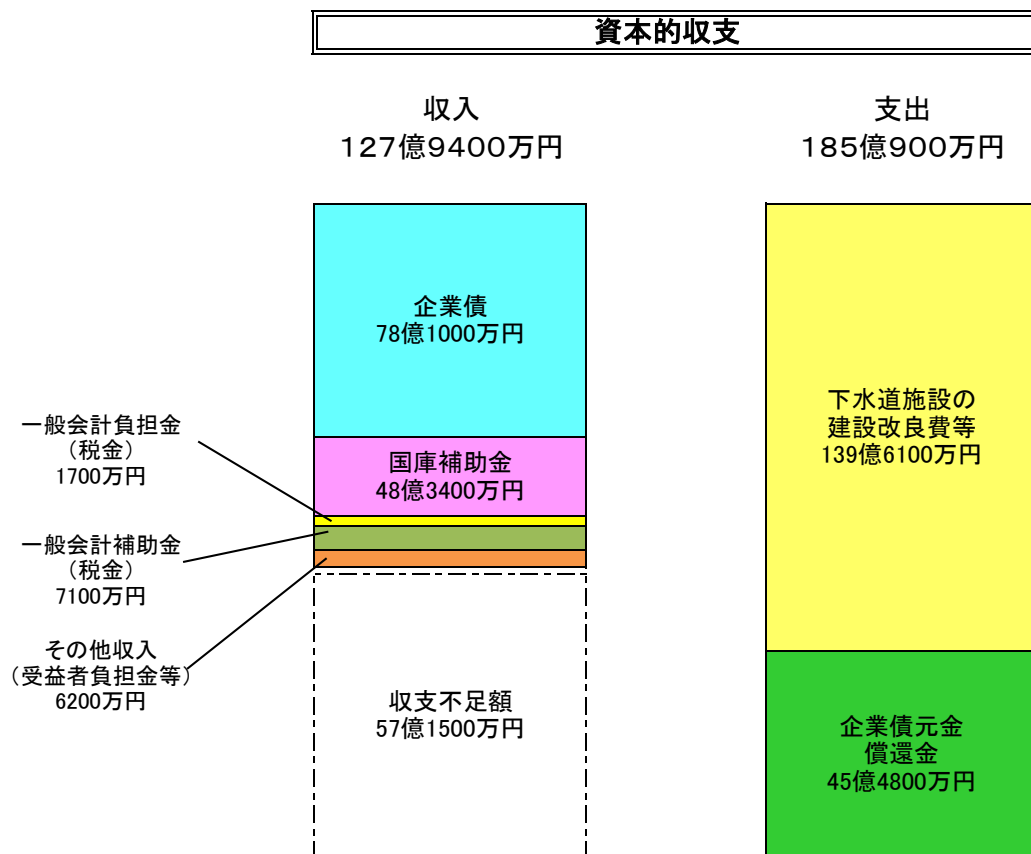 資本的収支
収入
127億9400万円
支出
185億900万円
企業債
78億1000万円
国庫補助金
48億3400万円
一般会計負担金
(税金)
1700万円
一般会計補助金
(税金)
7100万円
その他収入
(受益者負担金等)
6200万円
収支不足額
57億1500万円
下水道施設の
建設改良費等
139億6100万円
企業債元金
償還金
45億4800万円